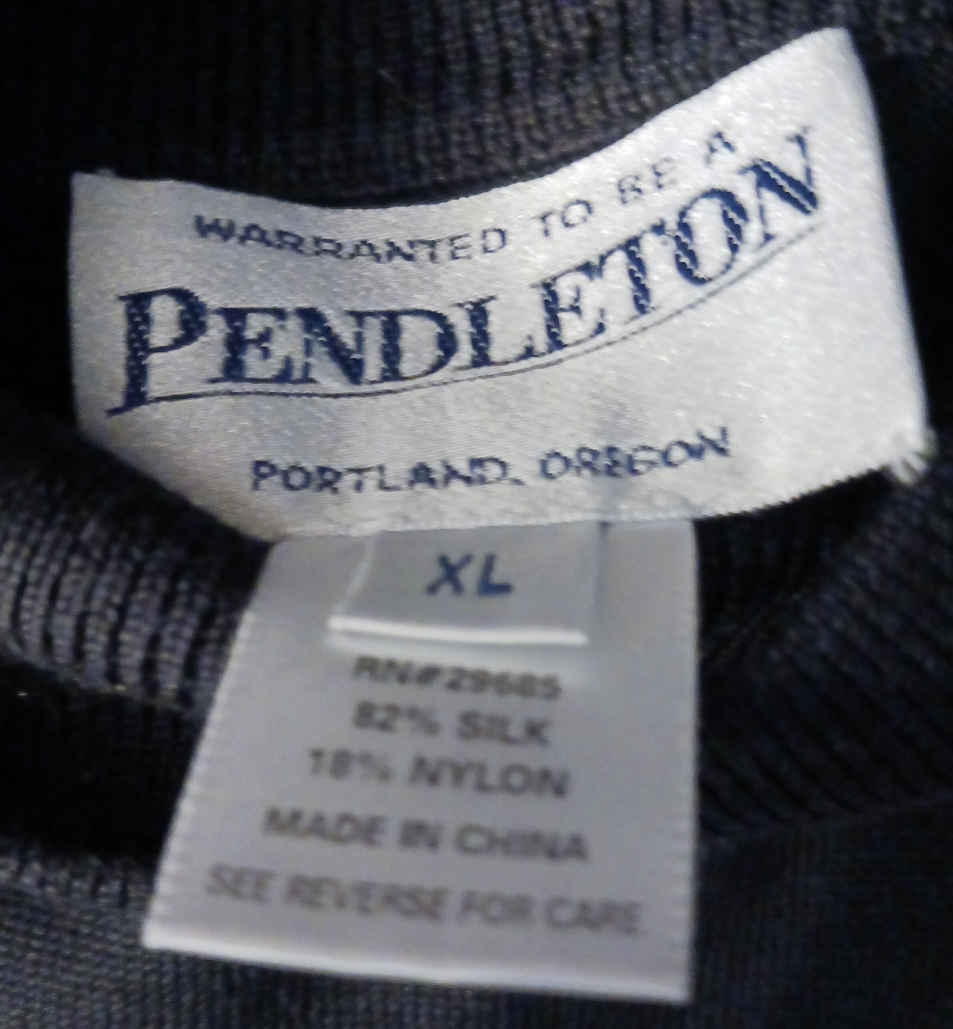 WARRANTED TO BE A
PENDLETON
PORTLAND, OREGON
XL
RN#29685
82% SILK
18% NYLON
MADE IN CHINA
SEE REVERSE FOR CARE